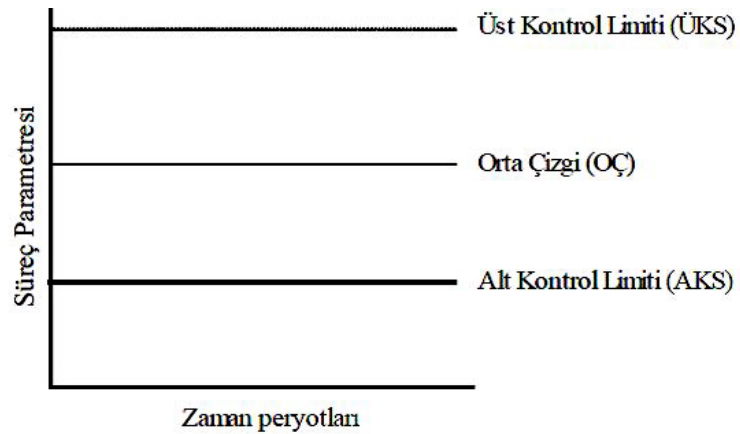 Üst Kontrol Limiti (ÜKS)
Orta Çizgi (OÇ)
Süreç Parametresi
Alt Kontrol Limiti (AKS)
Zaman peryotları